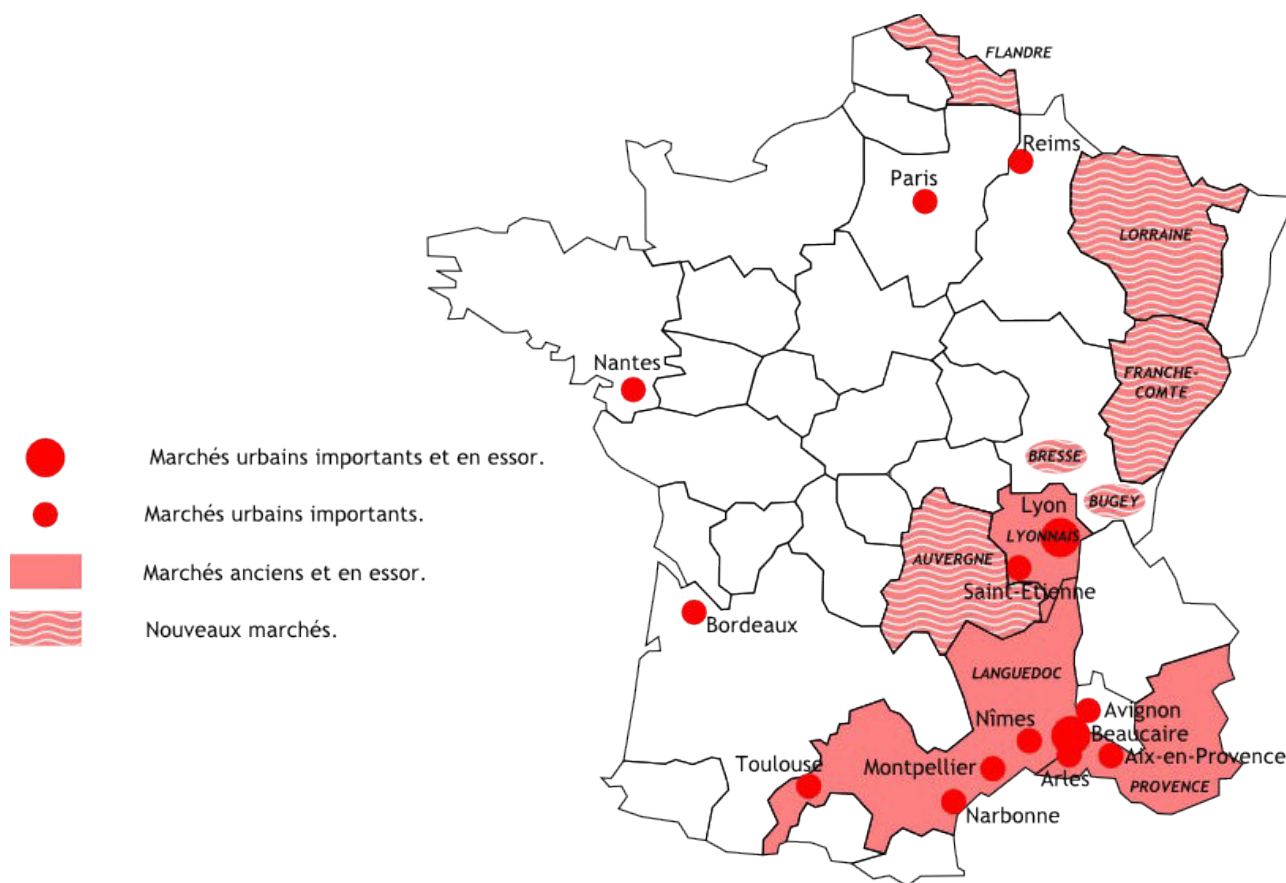 FLANDRE
Reims
Paris
LORRAINE
Nantes
FRANCHE-
COMTE
BRESSE
BUGEY
Lyon
LYONNAIS
AUVERGNE
Saint-Etienne
Bordeaux
LANGUEDOC
Avignon
Nîmes
Beaucaire
Toulouse
Montpellier
Aix-en-Provence
Arles
PROVENCE
Narbonne
Marchés urbains importants et en essor.
Marchés urbains importants.
Marchés anciens et en essor.
Nouveaux marchés.